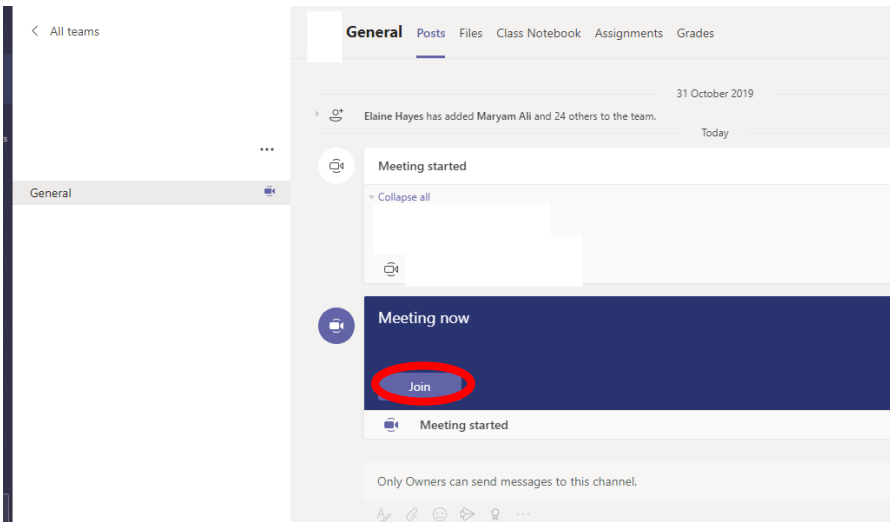 All teams
General Posts Files Class Notebook Assignments Grades
31 October 2019
Elaine Hayes has added Maryam Ali and 24 others to the team.
Today
Meeting started
General
Collapse all
Meeting now
Join
Meeting started
Only Owners can send messages to this channel.